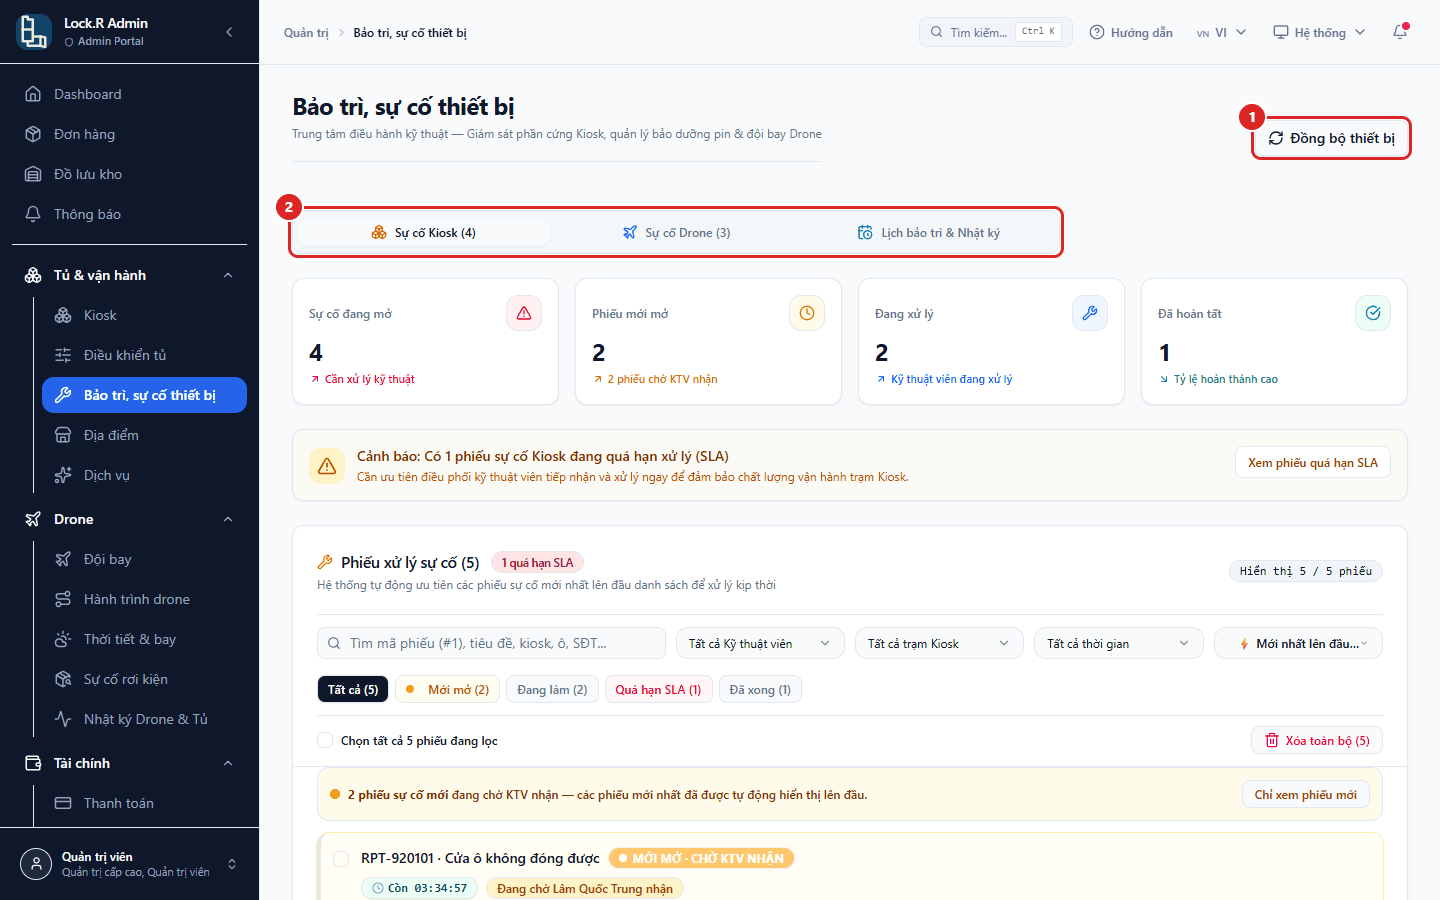 Lock.R Admin
Admin Portal
Dashboard
Đơn hàng
Đồ lưu kho
Thông báo
Tủ & vận hành
Kiosk
Điều khiển tủ
Bảo trì, sự cố thiết bị
Địa điểm
Dịch vụ
Drone
Đội bay
Hành trình drone
Thời tiết & bay
Sự cố rơi kiện
Nhật ký Drone & Tủ
Tài chính
Thanh toán
Quản trị viên
Quản trị cấp cao, Quản trị viên
Quản trị > Bảo trì, sự cố thiết bị
Tìm kiếm... Ctrl K
Hướng dẫn
VN VI
Hệ thống
Bảo trì, sự cố thiết bị
Trung tâm điều hành kỹ thuật — Giám sát phần cứng Kiosk, quản lý bảo dưỡng pin & đội bay Drone
1
Đồng bộ thiết bị
2
Sự cố Kiosk (4)
Sự cố Drone (3)
Lịch bảo trì & Nhật ký
Sự cố đang mở
4
Cần xử lý kỹ thuật
Phiếu mới mở
2
2 phiếu chờ KTV nhận
Đang xử lý
2
Kỹ thuật viên đang xử lý
Đã hoàn tất
1
Tỷ lệ hoàn thành cao
Cảnh báo: Có 1 phiếu sự cố Kiosk đang quá hạn xử lý (SLA)
Cần ưu tiên điều phối kỹ thuật viên tiếp nhận và xử lý ngay để đảm bảo chất lượng vận hành trạm Kiosk.
Xem phiếu quá hạn SLA
Phiếu xử lý sự cố (5)
1 quá hạn SLA
Hệ thống tự động ưu tiên các phiếu sự cố mới nhất lên đầu danh sách để xử lý kịp thời
Hiển thị 5 / 5 phiếu
Tìm mã phiếu (#1), tiêu đề, kiosk, ô, SĐT...
Tất cả Kỹ thuật viên
Tất cả trạm Kiosk
Tất cả thời gian
Mới nhất lên đầu...
Tất cả (5)
Mới mở (2)
Đang làm (2)
Quá hạn SLA (1)
Đã xong (1)
Chọn tất cả 5 phiếu đang lọc
Xóa toàn bộ (5)
2 phiếu sự cố mới đang chờ KTV nhận — các phiếu mới nhất đã được tự động hiển thị lên đầu.
Chỉ xem phiếu mới
RPT-920101 · Cửa ô không đóng được
MỚI MỞ · CHỜ KTV NHẬN
Còn 03:34:57
Đang chờ Lâm Quốc Trung nhận